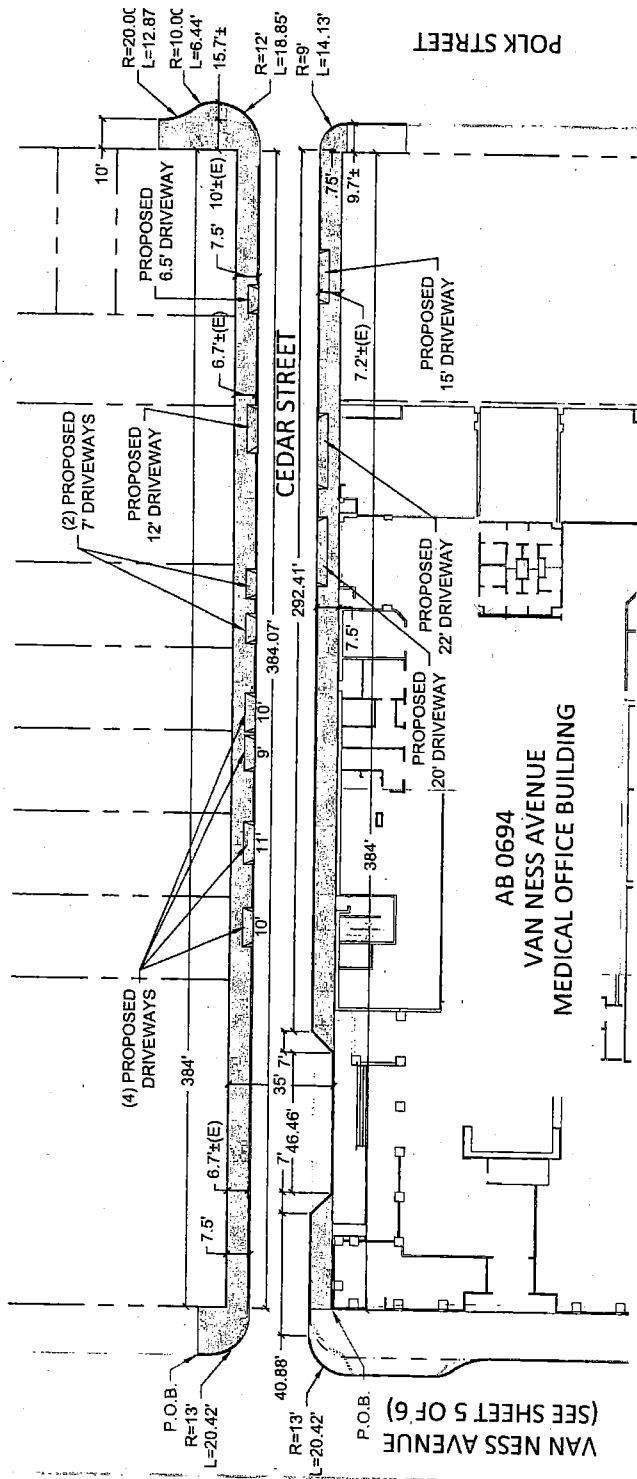 R=20.00
L=12.87
R=10.00
L=6.44'
15.7'±
R=12'
L=18.85'
R=9'
L=14.13'
POLK STREET
10'
10'±(E)
7.5'
PROPOSED
6.5' DRIVEWAY
6.7'±(E)
.75'
9.7'±
7.2'±(E)
PROPOSED
15' DRIVEWAY
CEDAR STREET
PROPOSED
12' DRIVEWAY
(2) PROPOSED
7' DRIVEWAYS
384.07'
292.41'
7.5'
PROPOSED
22' DRIVEWAY
PROPOSED
20' DRIVEWAY
10'
9'
11'
10'
(4) PROPOSED
DRIVEWAYS
384'
384'
AB 0694
VAN NESS AVENUE
MEDICAL OFFICE BUILDING
7'
35'
46.46'
7'
6.7'±(E)
7.5'
40.88'
P.O.B.
R=13'
L=20.42'
R=13'
L=20.42'
P.O.B.
VAN NESS AVENUE
(SEE SHEET 5 OF 6)